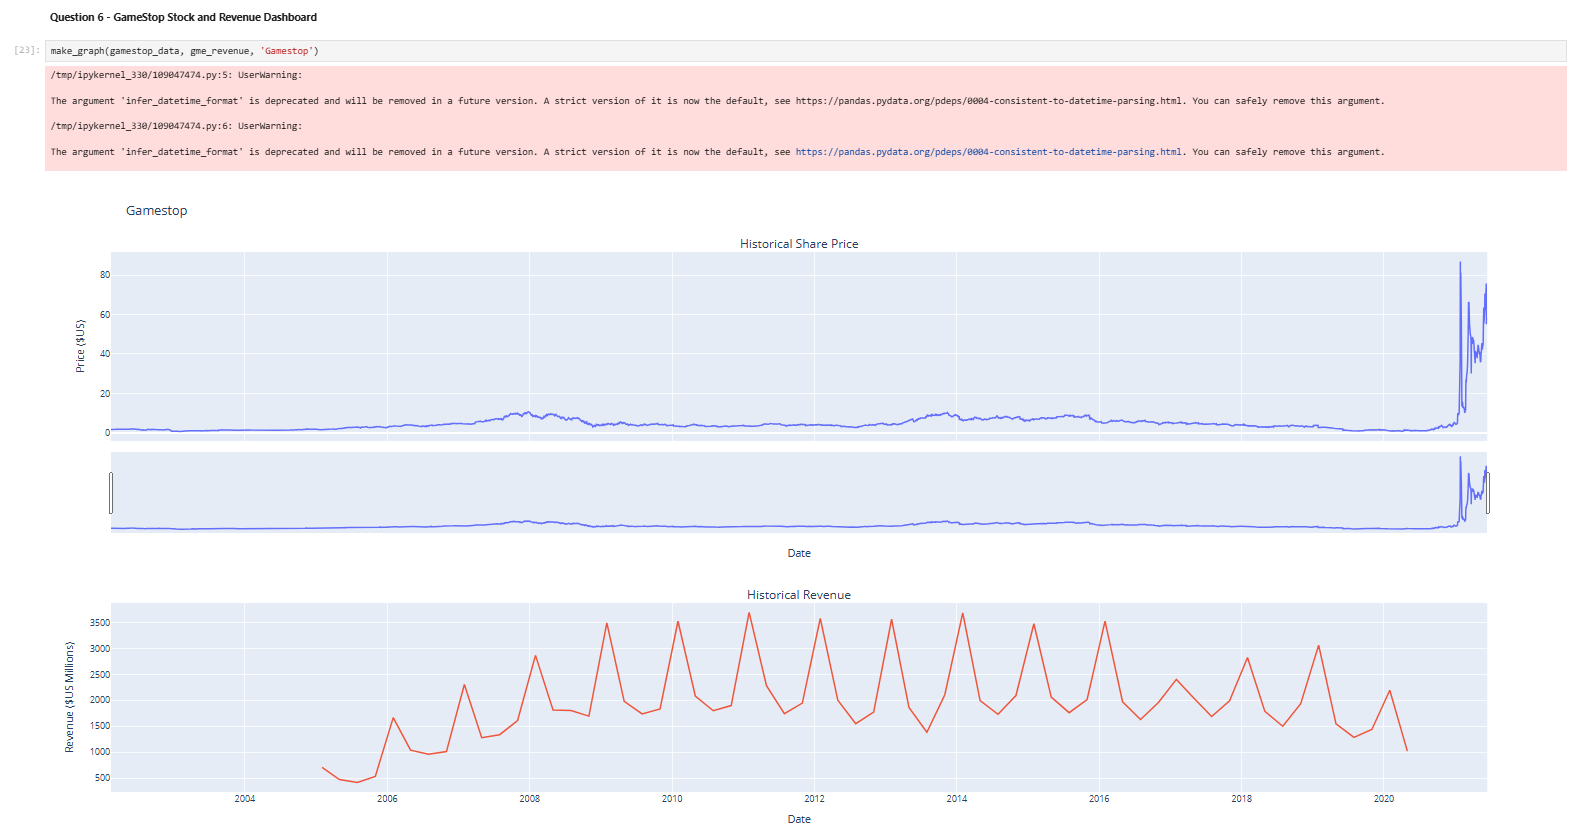 Question 6 - GameStop Stock and Revenue Dashboard
[23]: make_graph(gamestop_data, gme_revenue, 'Gamestop')
/tmp/ipykernel_330/109047474.py:5: UserWarning:
The argument 'infer_datetime_format' is deprecated and will be removed in a future version. A strict version of it is now the default, see https://pandas.pydata.org/pdeps/0004-consistent-to-datetime-parsing.html. You can safely remove this argument.
/tmp/ipykernel_330/109047474.py:6: UserWarning:
The argument 'infer_datetime_format' is deprecated and will be removed in a future version. A strict version of it is now the default, see https://pandas.pydata.org/pdeps/0004-consistent-to-datetime-parsing.html. You can safely remove this argument.
Gamestop
Historical Share Price
Price ($US)
80
60
40
20
0
Date
Historical Revenue
Revenue ($US Millions)
3500
3000
2500
2000
1500
1000
500
2004 2006 2008 2010 2012 2014 2016 2018 2020
Date